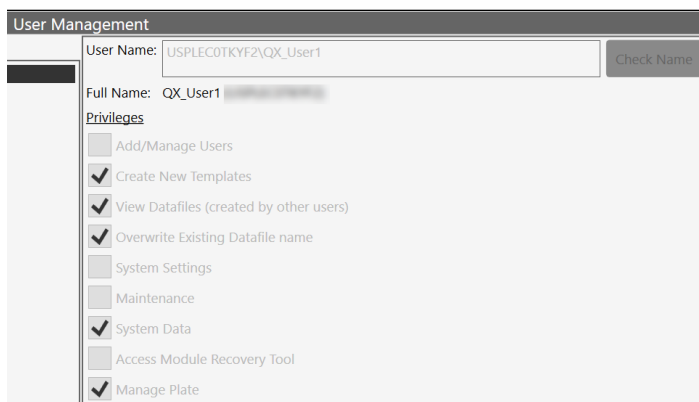 User Management
User Name: USPLEC0TKYF2\QX_User1
Check Name
Full Name: QX_User1
Privileges
Add/Manage Users
Create New Templates
View Datafiles (created by other users)
Overwrite Existing Datafile name
System Settings
Maintenance
System Data
Access Module Recovery Tool
Manage Plate